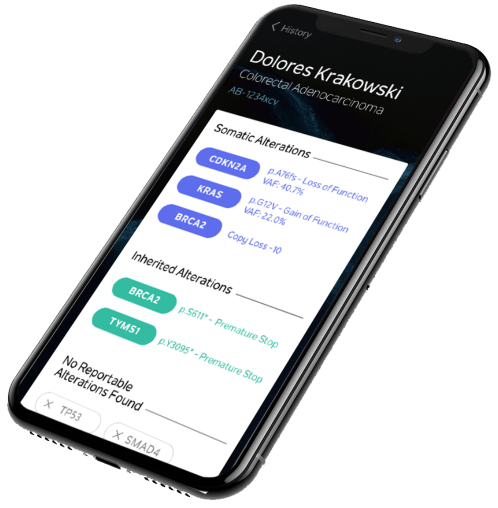 History
Dolores Krakowski
Colorectal Adenocarcinoma
AB-1234xcv
Somatic Alterations
CDKN2A
p.A76fs - Loss of Function
VAF: 40.7%
KRAS
p.G12V - Gain of Function
VAF: 22.0%
BRCA2
Copy Loss -10
Inherited Alterations
BRCA2
p.S611* - Premature Stop
TYMS1
p.Y3095* - Premature Stop
No Reportable
Alterations Found
× TP53
× SMAD4